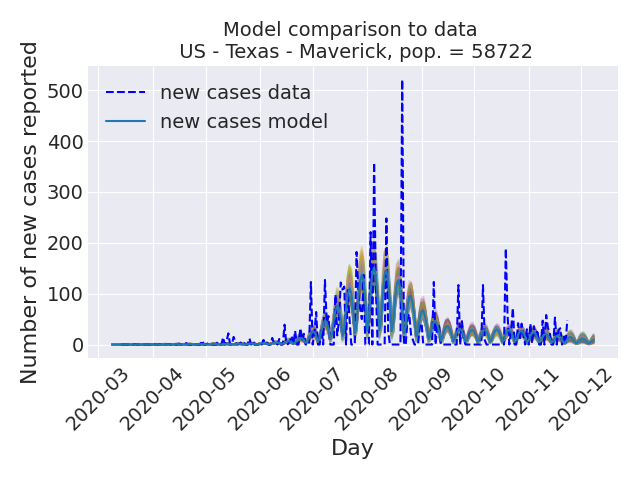 Model comparison to data
US - Texas - Maverick, pop. = 58722
Number of new cases reported
500
400
300
200
100
0
new cases data
new cases model
2020-03
2020-04
2020-05
2020-06
2020-07
2020-08
2020-09
2020-10
2020-11
2020-12
Day